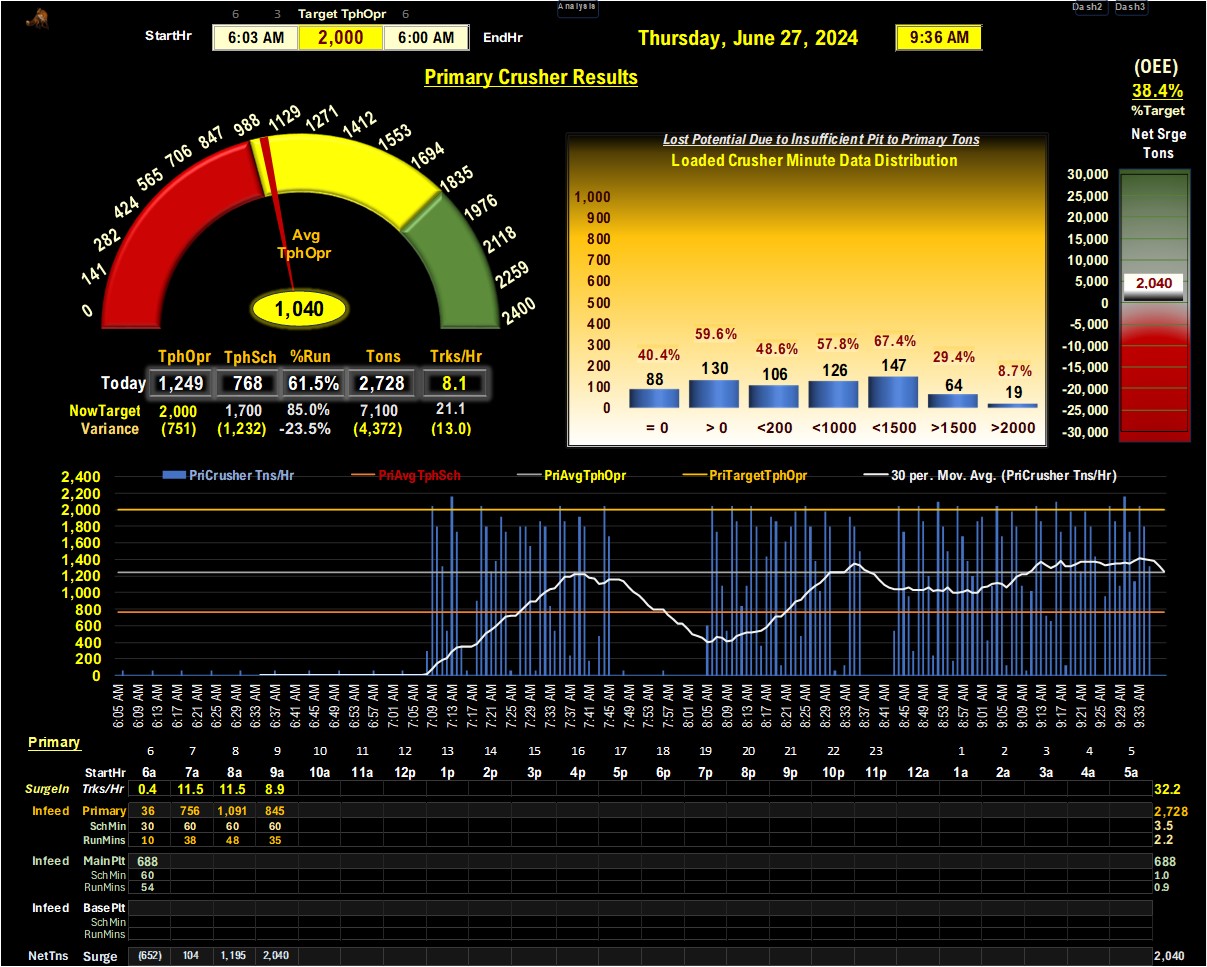 Analysis
Dash2 Dash3
6 3 Target TphOpr 6
StartHr 6:03 AM 2,000 6:00 AM EndHr Thursday, June 27, 2024 9:36 AM
Primary Crusher Results
(OEE)
38.4%
%Target
Net Srge
Tons
0 141 282 424 565 706 847 988 1129 1271 1412 1553 1694 1835 1976 2118 2259 2400
Avg
TphOpr
1,040
Lost Potential Due to Insufficient Pit to Primary Tons
Loaded Crusher Minute Data Distribution
1,000
900
800
700
600
500
400
300
200
100
0
40.4% 59.6% 48.6% 57.8% 67.4% 29.4% 8.7%
88 130 106 126 147 64 19
= 0 > 0 <200 <1000 <1500 >1500 >2000
30,000
25,000
20,000
15,000
10,000
5,000
0
-5,000
-10,000
-15,000
-20,000
-25,000
-30,000
2,040
TphOpr TphSch %Run Tons Trks/Hr
Today 1,249 768 61.5% 2,728 8.1
NowTarget 2,000 1,700 85.0% 7,100 21.1
Variance (751) (1,232) -23.5% (4,372) (13.0)
PriCrusher Tns/Hr PriAvgTphSch PriAvgTphOpr PriTargetTphOpr 30 per. Mov. Avg. (PriCrusher Tns/Hr)
2,400
2,200
2,000
1,800
1,600
1,400
1,200
1,000
800
600
400
200
0
6:05 AM 6:09 AM 6:13 AM 6:17 AM 6:21 AM 6:25 AM 6:29 AM 6:33 AM 6:37 AM 6:41 AM 6:45 AM 6:49 AM 6:53 AM 6:57 AM 7:01 AM 7:05 AM 7:09 AM 7:13 AM 7:17 AM 7:21 AM 7:25 AM 7:29 AM 7:33 AM 7:37 AM 7:41 AM 7:45 AM 7:49 AM 7:53 AM 7:57 AM 8:01 AM 8:05 AM 8:09 AM 8:13 AM 8:17 AM 8:21 AM 8:25 AM 8:29 AM 8:33 AM 8:37 AM 8:41 AM 8:45 AM 8:49 AM 8:53 AM 8:57 AM 9:01 AM 9:05 AM 9:09 AM 9:13 AM 9:17 AM 9:21 AM 9:25 AM 9:29 AM 9:33 AM
Primary 6 7 8 9 10 11 12 13 14 15 16 17 18 19 20 21 22 23 1 2 3 4 5
StartHr 6a 7a 8a 9a 10a 11a 12p 1p 2p 3p 4p 5p 6p 7p 8p 9p 10p 11p 12a 1a 2a 3a 4a 5a
SurgeIn Trks/Hr 0.4 11.5 11.5 8.9 32.2
Infeed Primary 36 756 1,091 845 2,728
SchMin 30 60 60 60 3.5
RunMins 10 38 48 35 2.2
Infeed MainPlt 688 688
SchMin 60 1.0
RunMins 54 0.9
Infeed BasePlt
SchMin
RunMins
NetTns Surge (652) 104 1,195 2,040 2,040